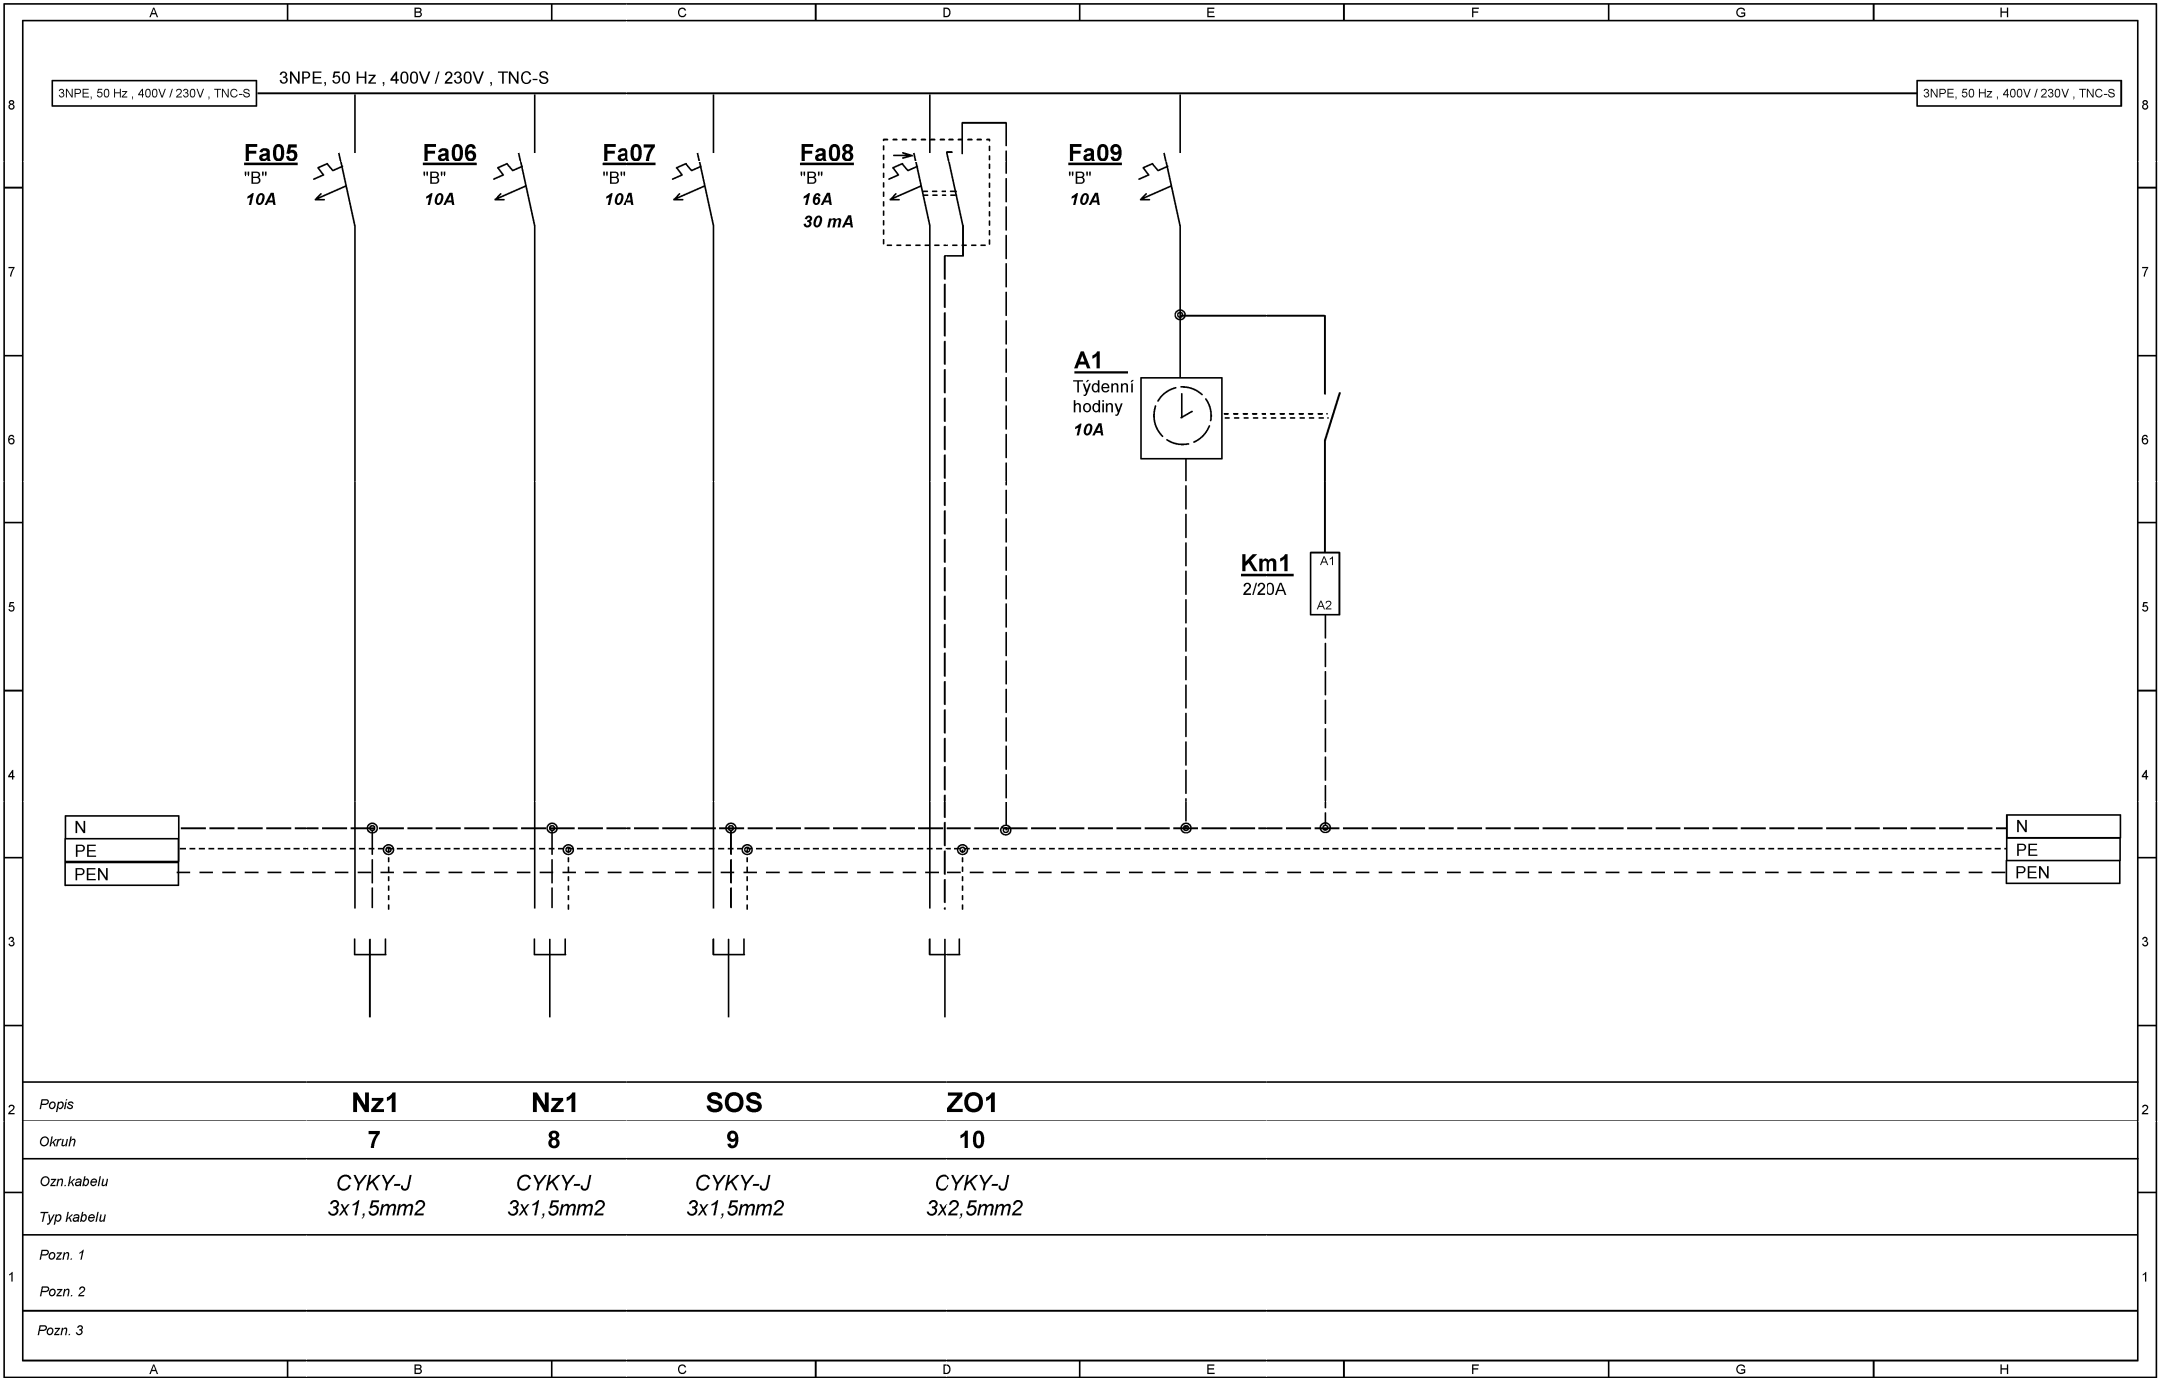 A B C D E F G H
3NPE, 50 Hz , 400V / 230V , TNC-S
3NPE, 50 Hz , 400V / 230V , TNC-S
3NPE, 50 Hz , 400V / 230V , TNC-S
8 8
Fa05
"B"
10A
Fa06
"B"
10A
Fa07
"B"
10A
Fa08
"B"
16A
30 mA
Fa09
"B"
10A
7 7
A1
Týdenní
hodiny
10A
6 6
Km1
2/20A
A1
A2
5 5
4 4
N N
PE PE
PEN PEN
3 3
2 2
Popis Nz1 Nz1 SOS ZO1
Okruh 7 8 9 10
Ozn.kabelu CYKY-J CYKY-J CYKY-J CYKY-J
Typ kabelu 3x1,5mm2 3x1,5mm2 3x1,5mm2 3x2,5mm2
Pozn. 1
1 1
Pozn. 2
Pozn. 3
A B C D E F G H